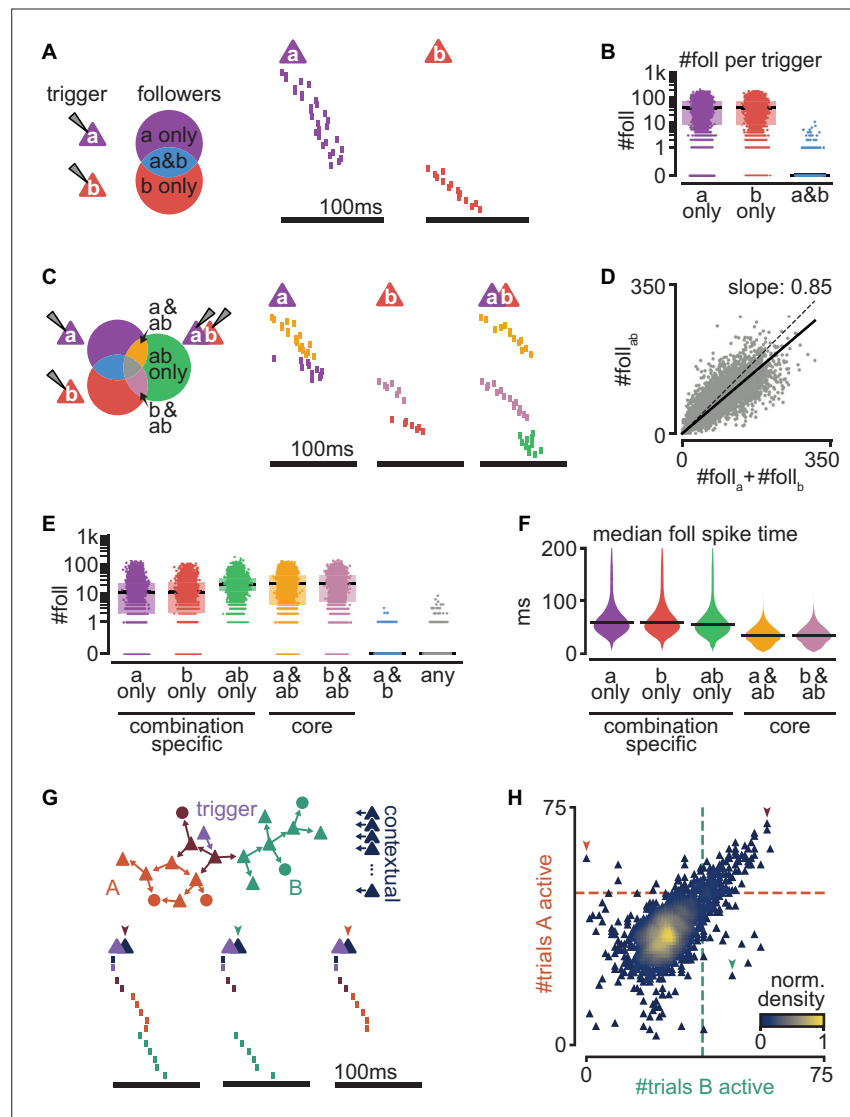 A
trigger
followers
a
b
a only
a&b
b only
a
b
100ms
B
#foll per trigger
#foll
1k
100
10
1
0
a only
b only
a&b
C
a
b
a & ab
ab only
b & ab
ab
a
b
ab
100ms
D
350
slope: 0.85
#foll_ab
0
0
350
#foll_a+#foll_b
E
#foll
1k
100
10
1
0
a only
b only
ab only
a & ab
b & ab
a & b
any
combination specific
core
F
median foll spike time
ms
200
100
0
a only
b only
ab only
a & ab
b & ab
combination specific
core
G
trigger
A
B
contextual
...
100ms
H
75
#trials A active
0
norm. density
0
1
0
75
#trials B active